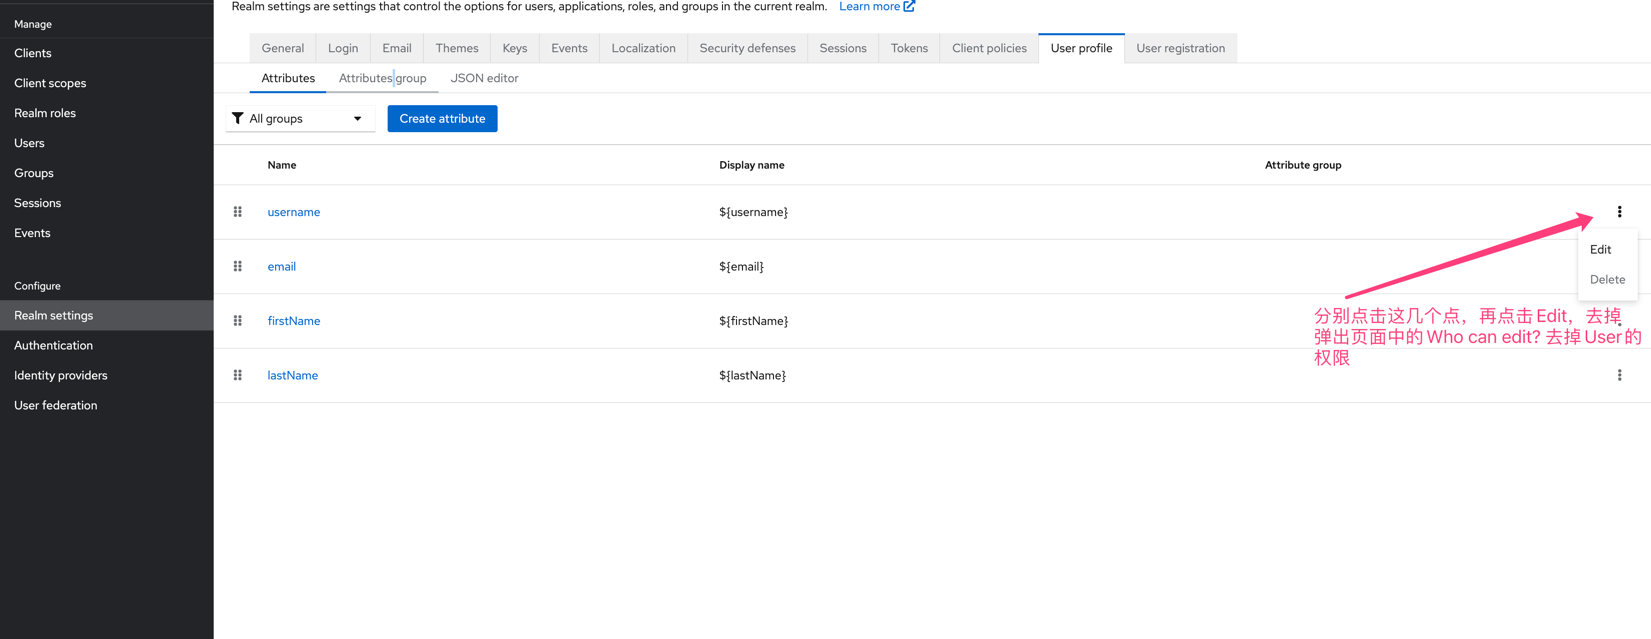 Realm settings are settings that control the options for users, applications, roles, and groups in the current realm. Learn more
Manage
Clients
Client scopes
Realm roles
Users
Groups
Sessions
Events
Configure
Realm settings
Authentication
Identity providers
User federation
General Login Email Themes Keys Events Localization Security defenses Sessions Tokens Client policies User profile User registration
Attributes Attributes group JSON editor
All groups Create attribute
Name Display name Attribute group
username ${username}
email ${email}
firstName ${firstName}
lastName ${lastName}
Edit
Delete
分别点击这几个点，再点击 Edit，去掉
弹出页面中的 Who can edit? 去掉 User 的
权限